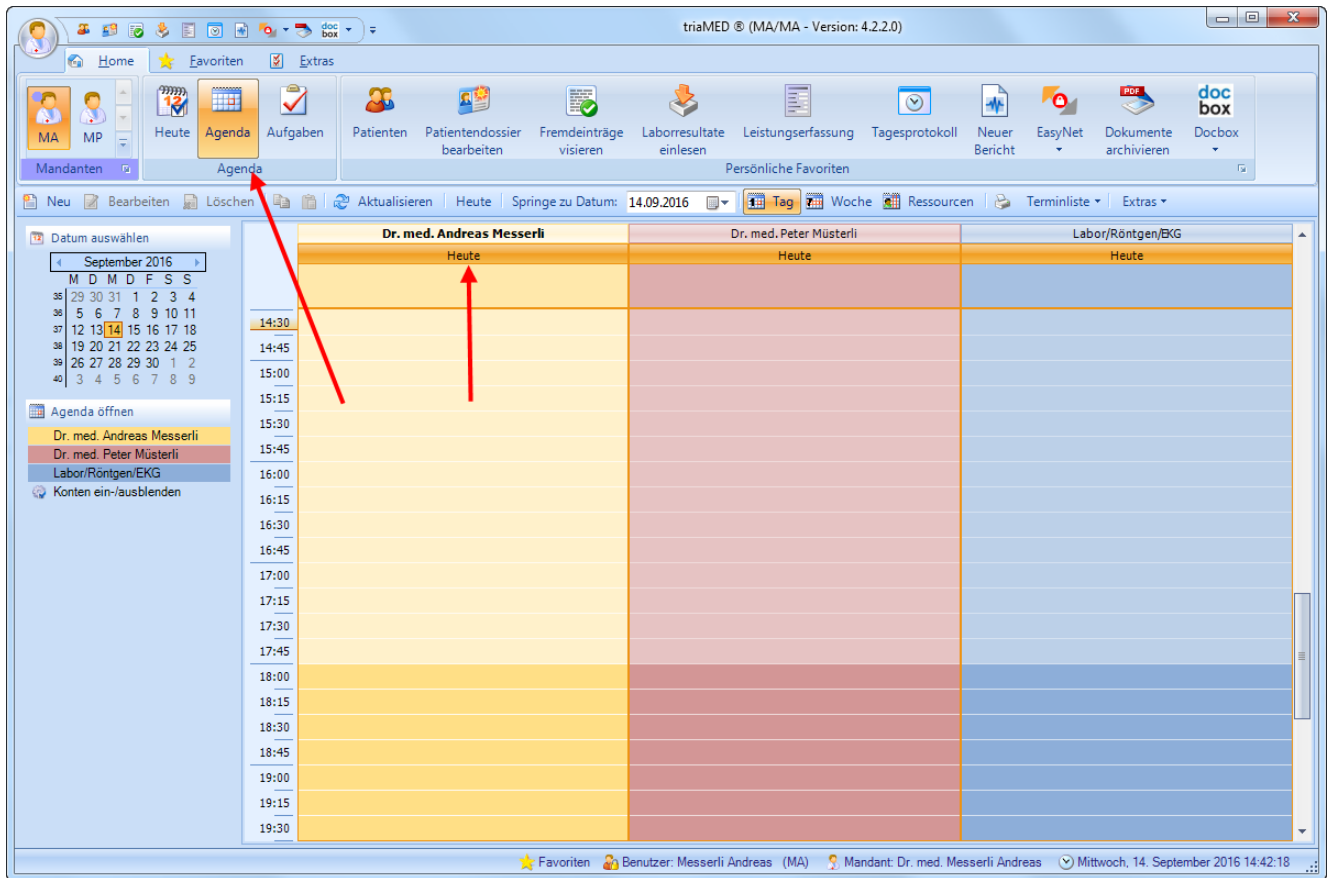 doc box
triaMED ® (MA/MA - Version: 4.2.2.0)
Home Favoriten Extras
MA MP
Heute Agenda Aufgaben
Patienten Patientendossier bearbeiten Fremdeinträge visieren Laborresultate einlesen Leistungserfassung Tagesprotokoll Neuer Bericht EasyNet Dokumente archivieren Docbox
12
PDF
doc box
Mandanten Agenda Persönliche Favoriten
Neu Bearbeiten Löschen Aktualisieren Heute Springe zu Datum: 14.09.2016 Tag Woche Ressourcen Terminliste Extras
Datum auswählen
September 2016
M D M D F S S
35 29 30 31 1 2 3 4
36 5 6 7 8 9 10 11
37 12 13 14 15 16 17 18
38 19 20 21 22 23 24 25
39 26 27 28 29 30 1 2
40 3 4 5 6 7 8 9
Agenda öffnen
Dr. med. Andreas Messerli
Dr. med. Peter Müsterli
Labor/Röntgen/EKG
Konten ein-/ausblenden
Dr. med. Andreas Messerli Dr. med. Peter Müsterli Labor/Röntgen/EKG
Heute Heute Heute
14:30
14:45
15:00
15:15
15:30
15:45
16:00
16:15
16:30
16:45
17:00
17:15
17:30
17:45
18:00
18:15
18:30
18:45
19:00
19:15
19:30
Favoriten Benutzer: Messerli Andreas (MA) Mandant: Dr. med. Messerli Andreas Mittwoch, 14. September 2016 14:42:18